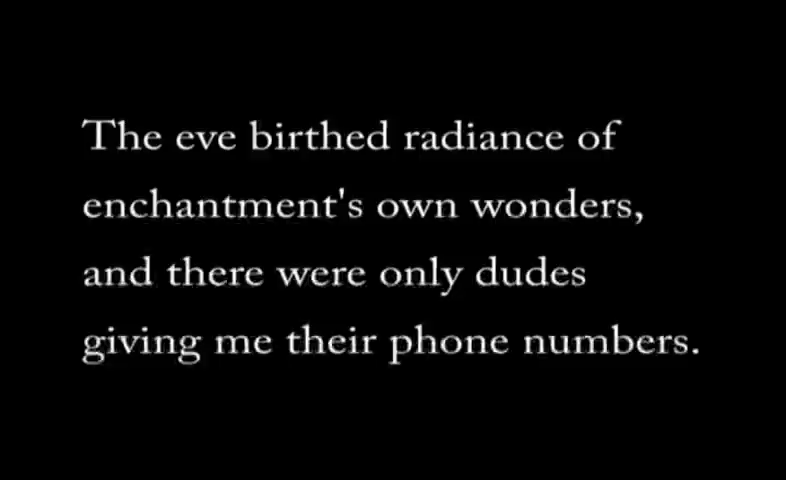 The eve birthed radiance of
enchantment's own wonders,
and there were only dudes
giving me their phone numbers.